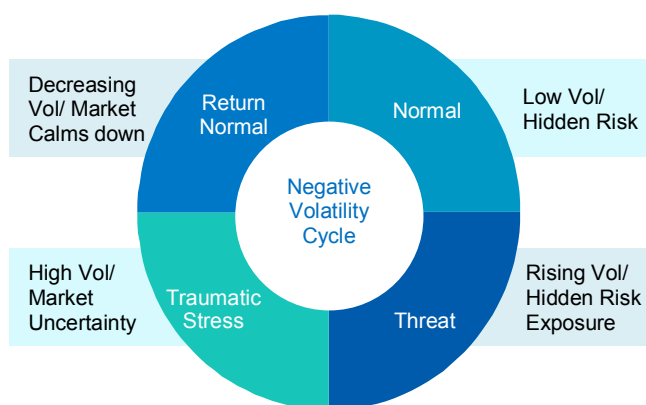 Decreasing
Vol/ Market
Calms down
Return
Normal
Normal
Low Vol/
Hidden Risk
Negative
Volatility
Cycle
High Vol/
Market
Uncertainty
Traumatic
Stress
Threat
Rising Vol/
Hidden Risk
Exposure